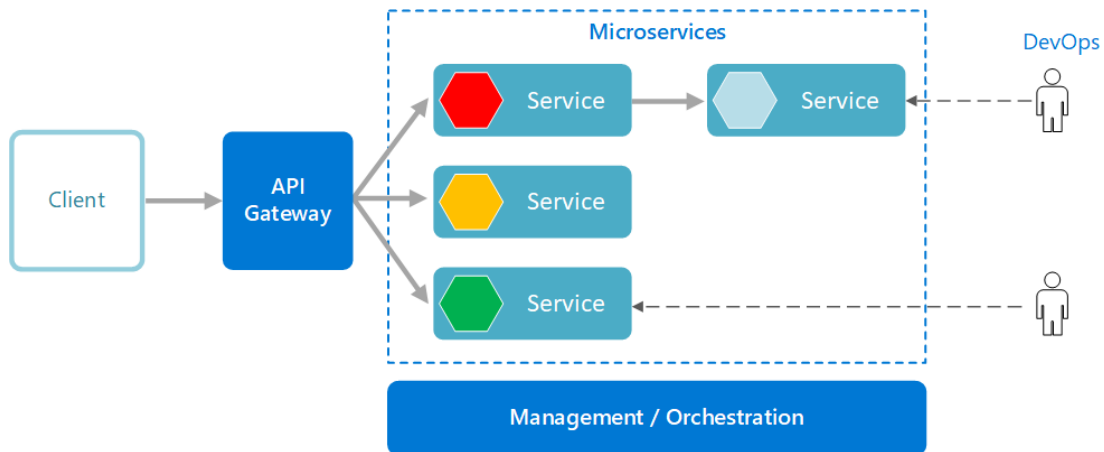 Microservices
DevOps
Service
Service
Client
API
Gateway
Service
Service
Management / Orchestration